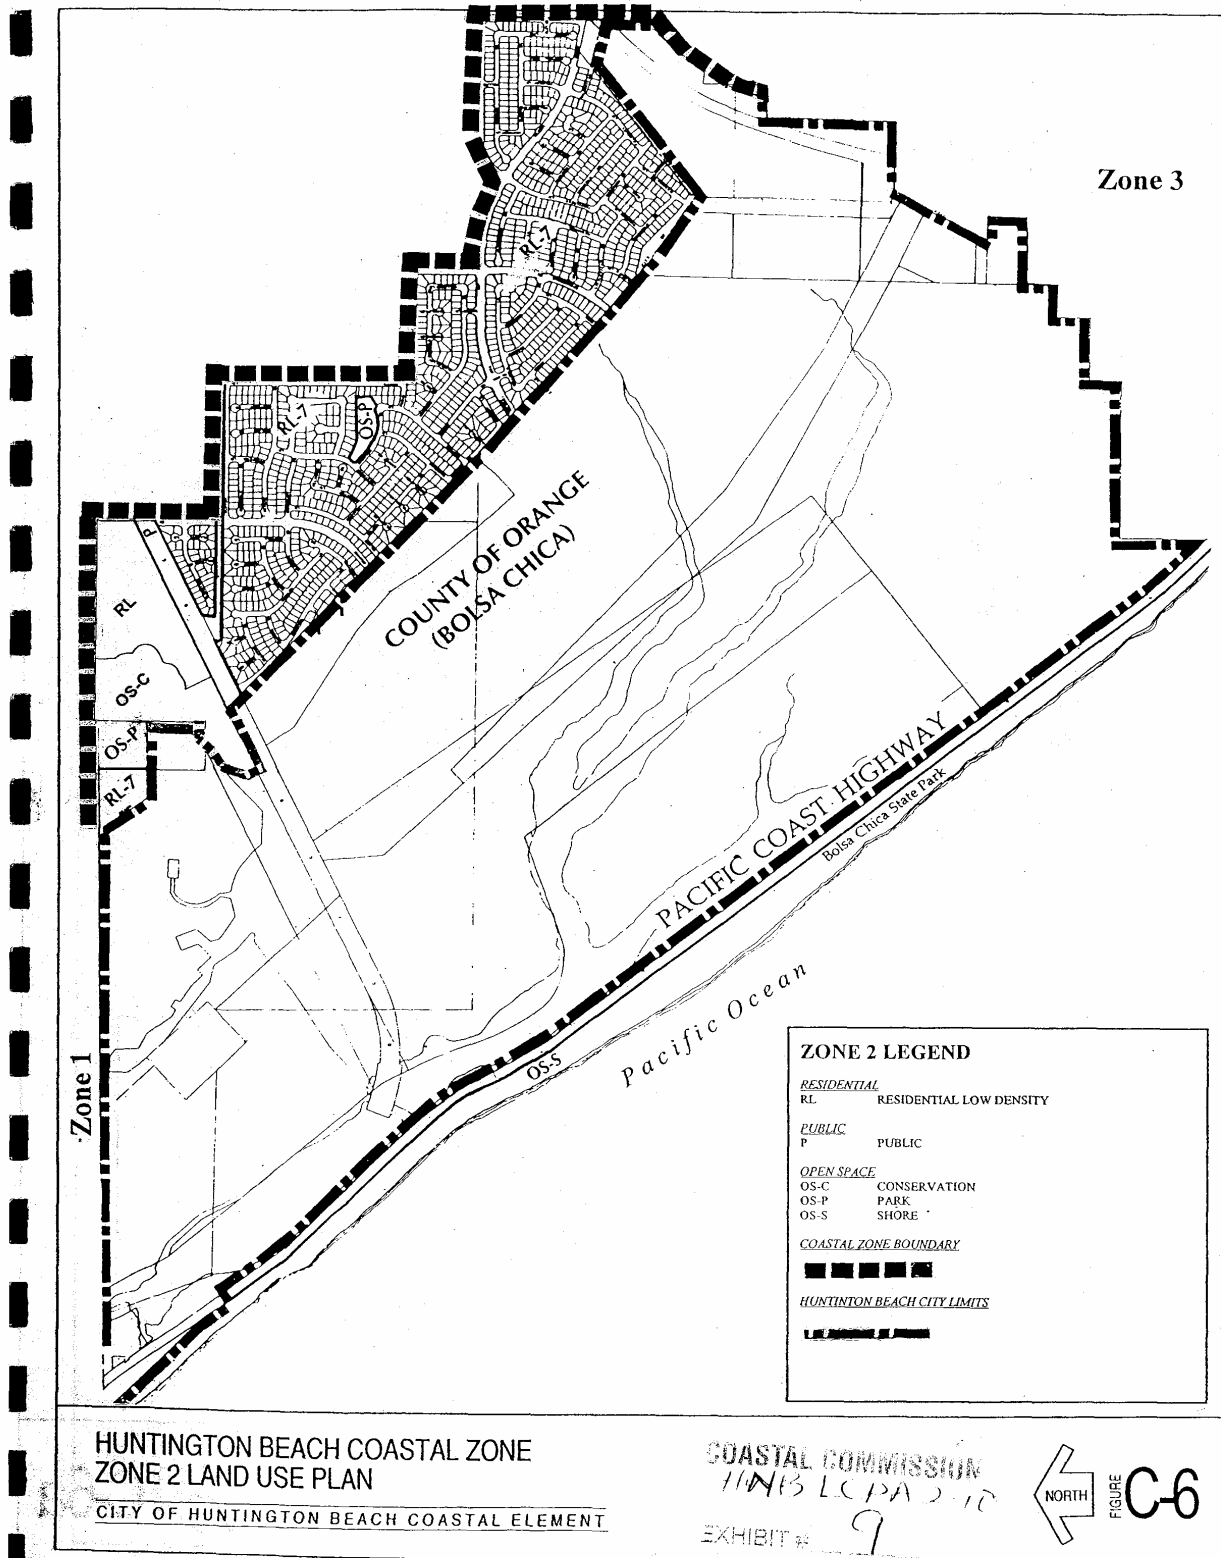 Zone 3
RL-7
RL-7
OS-P
P
RL
OS-C
OS-P
RL-7
COUNTY OF ORANGE
(BOLSA CHICA)
PACIFIC COAST HIGHWAY
Bolsa Chica State Park
Pacific Ocean
OS-S
Zone 1
ZONE 2 LEGEND
RESIDENTIAL
RL RESIDENTIAL LOW DENSITY
PUBLIC
P PUBLIC
OPEN SPACE
OS-C CONSERVATION
OS-P PARK
OS-S SHORE
COASTAL ZONE BOUNDARY
HUNTINTON BEACH CITY LIMITS
HUNTINGTON BEACH COASTAL ZONE
ZONE 2 LAND USE PLAN
CITY OF HUNTINGTON BEACH COASTAL ELEMENT
COASTAL COMMISSION
HNB LCPA 2-10
EXHIBIT # 9
NORTH
FIGURE C-6